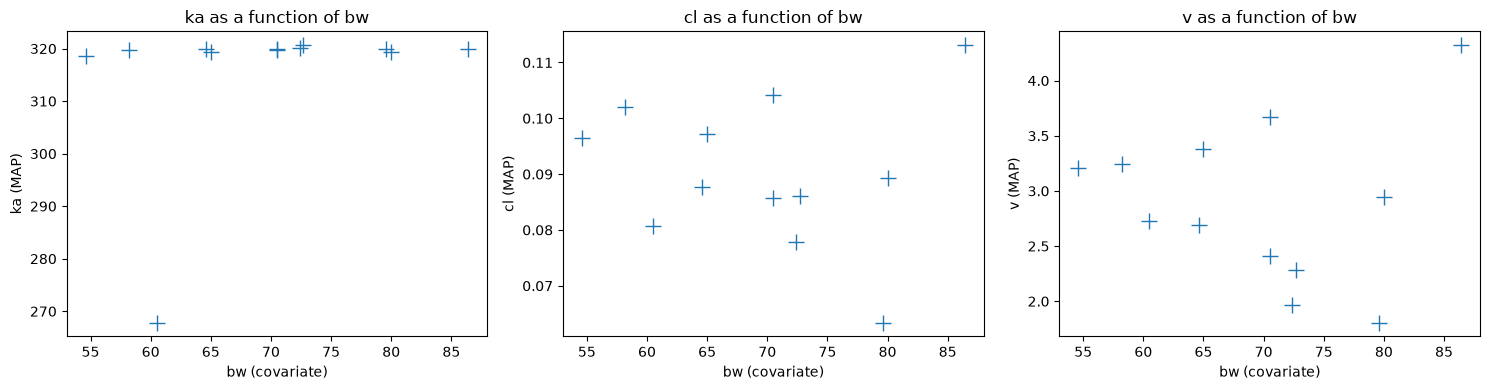 ka as a function of bw
320
310
300
290
280
270
ka (MAP)
55 60 65 70 75 80 85
bw (covariate)
cl as a function of bw
0.11
0.10
0.09
0.08
0.07
cl (MAP)
55 60 65 70 75 80 85
bw (covariate)
v as a function of bw
4.0
3.5
3.0
2.5
2.0
v (MAP)
55 60 65 70 75 80 85
bw (covariate)